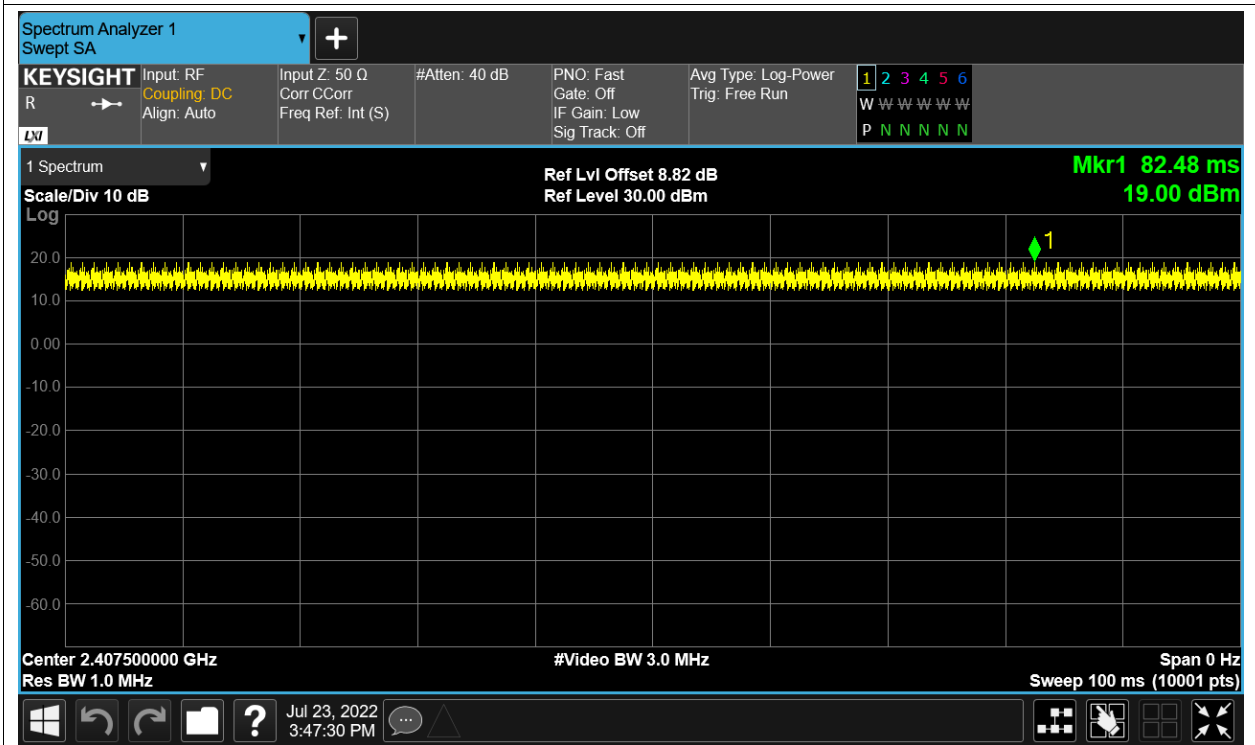 Spectrum Analyzer 1
Swept SA
KEYSIGHT
R
LXI
Input: RF
Coupling: DC
Align: Auto
Input Z: 50 Ω
Corr CCorr
Freq Ref: Int (S)
#Atten: 40 dB
PNO: Fast
Gate: Off
IF Gain: Low
Sig Track: Off
Avg Type: Log-Power
Trig: Free Run
1 2 3 4 5 6
W W W W W W
P N N N N N
1 Spectrum
Scale/Div 10 dB
Ref Lvl Offset 8.82 dB
Ref Level 30.00 dBm
Mkr1 82.48 ms
19.00 dBm
Log
1
20.0
10.0
0.00
-10.0
-20.0
-30.0
-40.0
-50.0
-60.0
Center 2.407500000 GHz
Res BW 1.0 MHz
#Video BW 3.0 MHz
Span 0 Hz
Sweep 100 ms (10001 pts)
?
Jul 23, 2022
3:47:30 PM